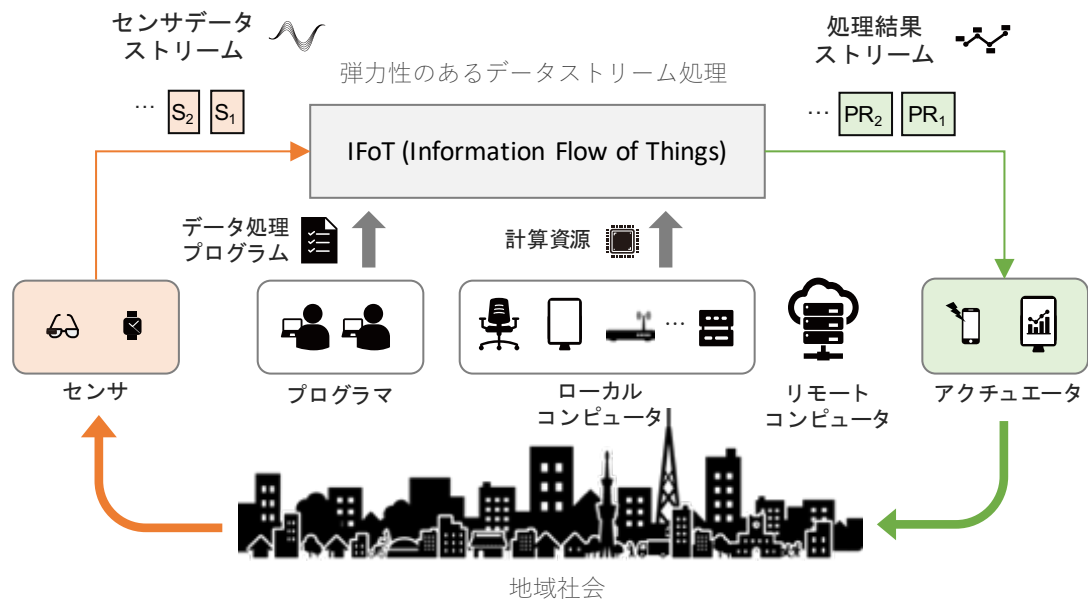 センサデータ
ストリーム
処理結果
ストリーム
弾力性のあるデータストリーム処理
… S2 S1
… PR2 PR1
IFoT (Information Flow of Things)
データ処理
プログラム
計算資源
…
センサ
プログラマ
ローカル
コンピュータ
リモート
コンピュータ
アクチュエータ
地域社会